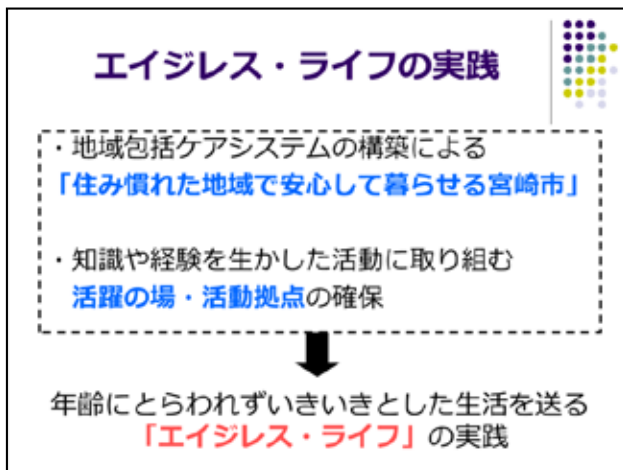 エイジレス・ライフの実践
・地域包括ケアシステムの構築による
「住み慣れた地域で安心して暮らせる宮崎市」
・知識や経験を生かした活動に取り組む
活躍の場・活動拠点の確保
年齢にとらわれずいきいきとした生活を送る
「エイジレス・ライフ」の実践